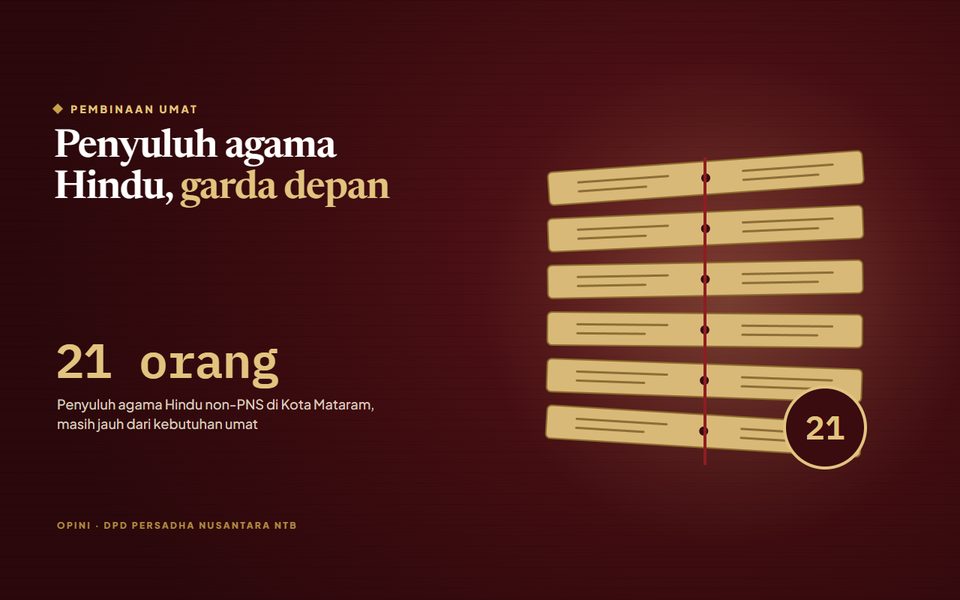 PEMBINAAN UMAT
Penyuluh agama
Hindu, garda depan
21 orang
Penyuluh agama Hindu non-PNS di Kota Mataram,
masih jauh dari kebutuhan umat
21
OPINI · DPD PERSADHA NUSANTARA NTB